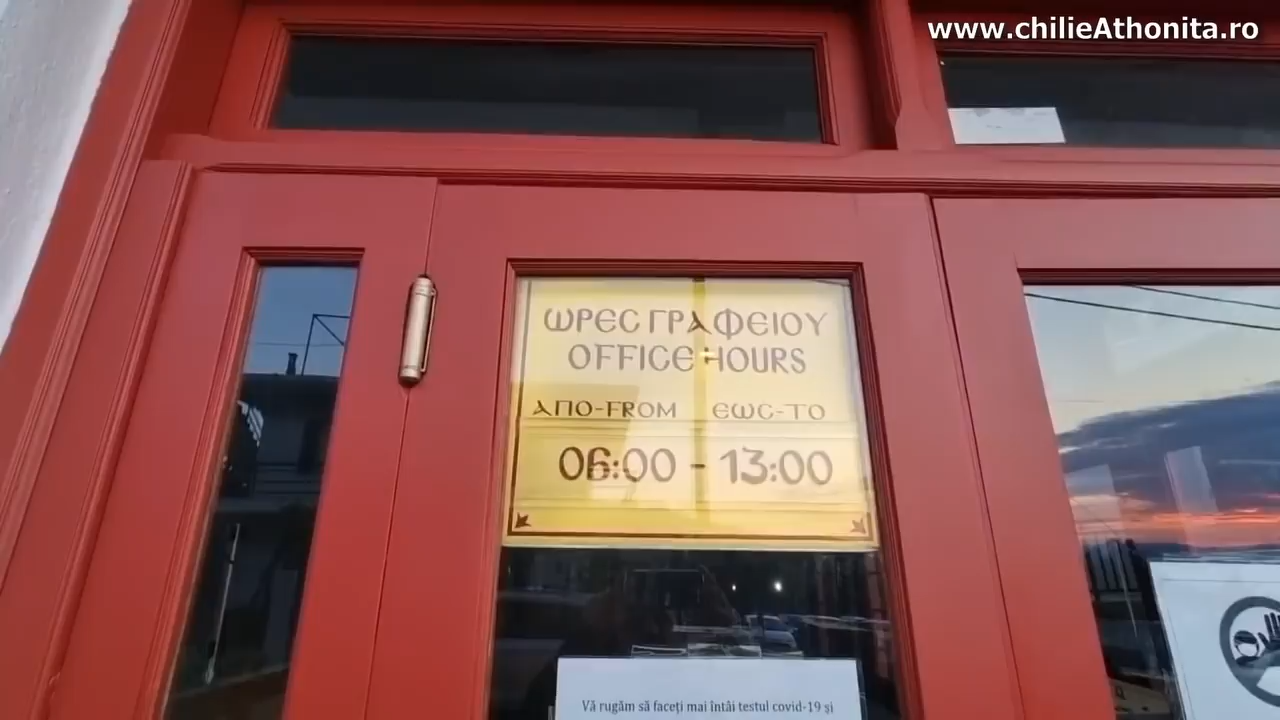 www.chilieAthonita.ro
ΩΡΕC ΓΡΑΦΕΙΟΥ
OFFICE HOURS
ΑΠΟ-FROM ΕΩC-TO
06:00 - 13:00
Vă rugăm să faceți mai întâi testul covid-19 și